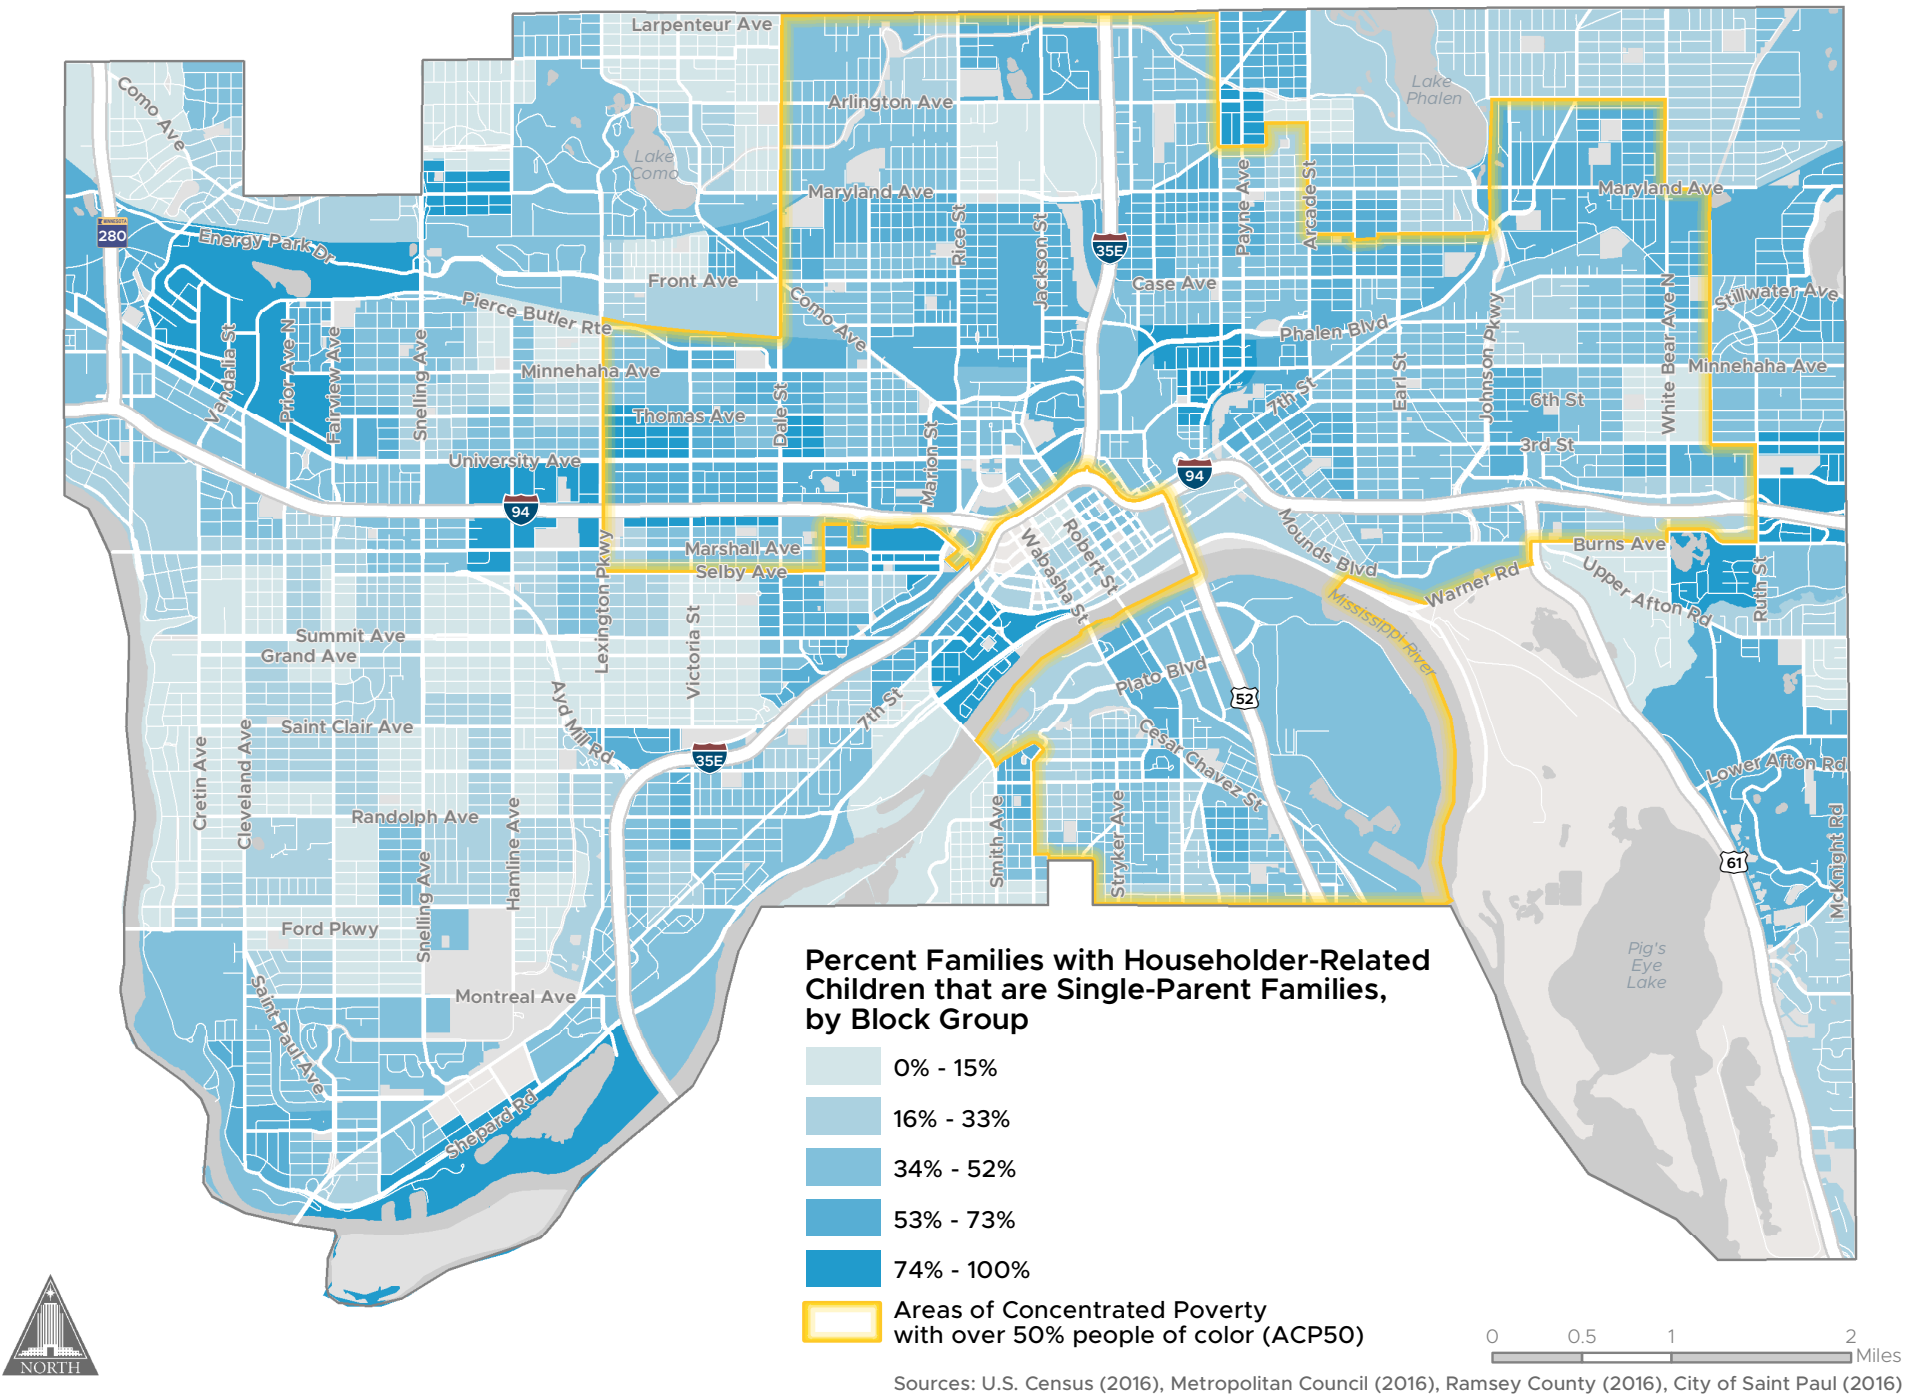 Larpenteur Ave
Como Ave
Lake
Phalen
Arlington Ave
Lake
Como
Maryland Ave
Maryland Ave
Payne Ave
Arcade St
MINNESOTA
280
Energy Park Dr
Rice St
Jackson St
35E
Front Ave
Case Ave
Como Ave
Stillwater Ave
Pierce Butler Rte
Phalen Blvd
Vandalia St
Prior Ave N
Fairview Ave
Snelling Ave
Minnehaha Ave
Minnehaha Ave
Earl St
Johnson Pkwy
White Bear Ave N
7th St
6th St
Thomas Ave
Dale St
3rd St
Marion St
University Ave
94
94
Marshall Ave
Selby Ave
Lexington Pkwy
Robert St
Wabasha St
Mounds Blvd
Burns Ave
Warner Rd
Upper Afton Rd
Ruth St
Mississippi River
Summit Ave
Grand Ave
Victoria St
Ayd Mill Rd
Plato Blvd
52
7th St
Saint Clair Ave
Cretin Ave
Cleveland Ave
35E
Cesar Chavez St
Lower Afton Rd
Randolph Ave
Hamline Ave
Snelling Ave
Smith Ave
Stryker Ave
61
McKnight Rd
Ford Pkwy
Pig's
Eye
Lake
Saint Paul Ave
Montreal Ave
Shepard Rd
Percent Families with Householder-Related
Children that are Single-Parent Families,
by Block Group
0% - 15%
16% - 33%
34% - 52%
53% - 73%
74% - 100%
Areas of Concentrated Poverty
with over 50% people of color (ACP50)
NORTH
0 0.5 1 2
Miles
Sources: U.S. Census (2016), Metropolitan Council (2016), Ramsey County (2016), City of Saint Paul (2016)